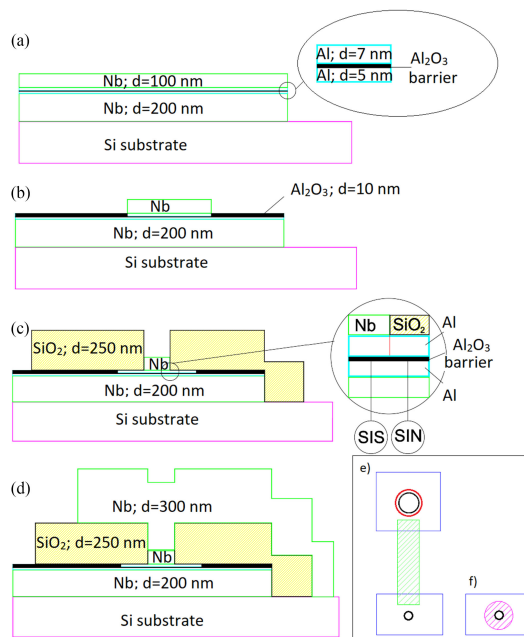 (a)
Al; d=7 nm
Al; d=5 nm
Al₂O₃
barrier
Nb; d=100 nm
Nb; d=200 nm
Si substrate
(b)
Al₂O₃; d=10 nm
Nb
Nb; d=200 nm
Si substrate
(c)
SiO₂; d=250 nm
Nb
Nb; d=200 nm
Si substrate
Nb
SiO₂
Al
Al₂O₃
barrier
Al
SIS
SIN
(d)
Nb; d=300 nm
SiO₂; d=250 nm
Nb
Nb; d=200 nm
Si substrate
e)
f)